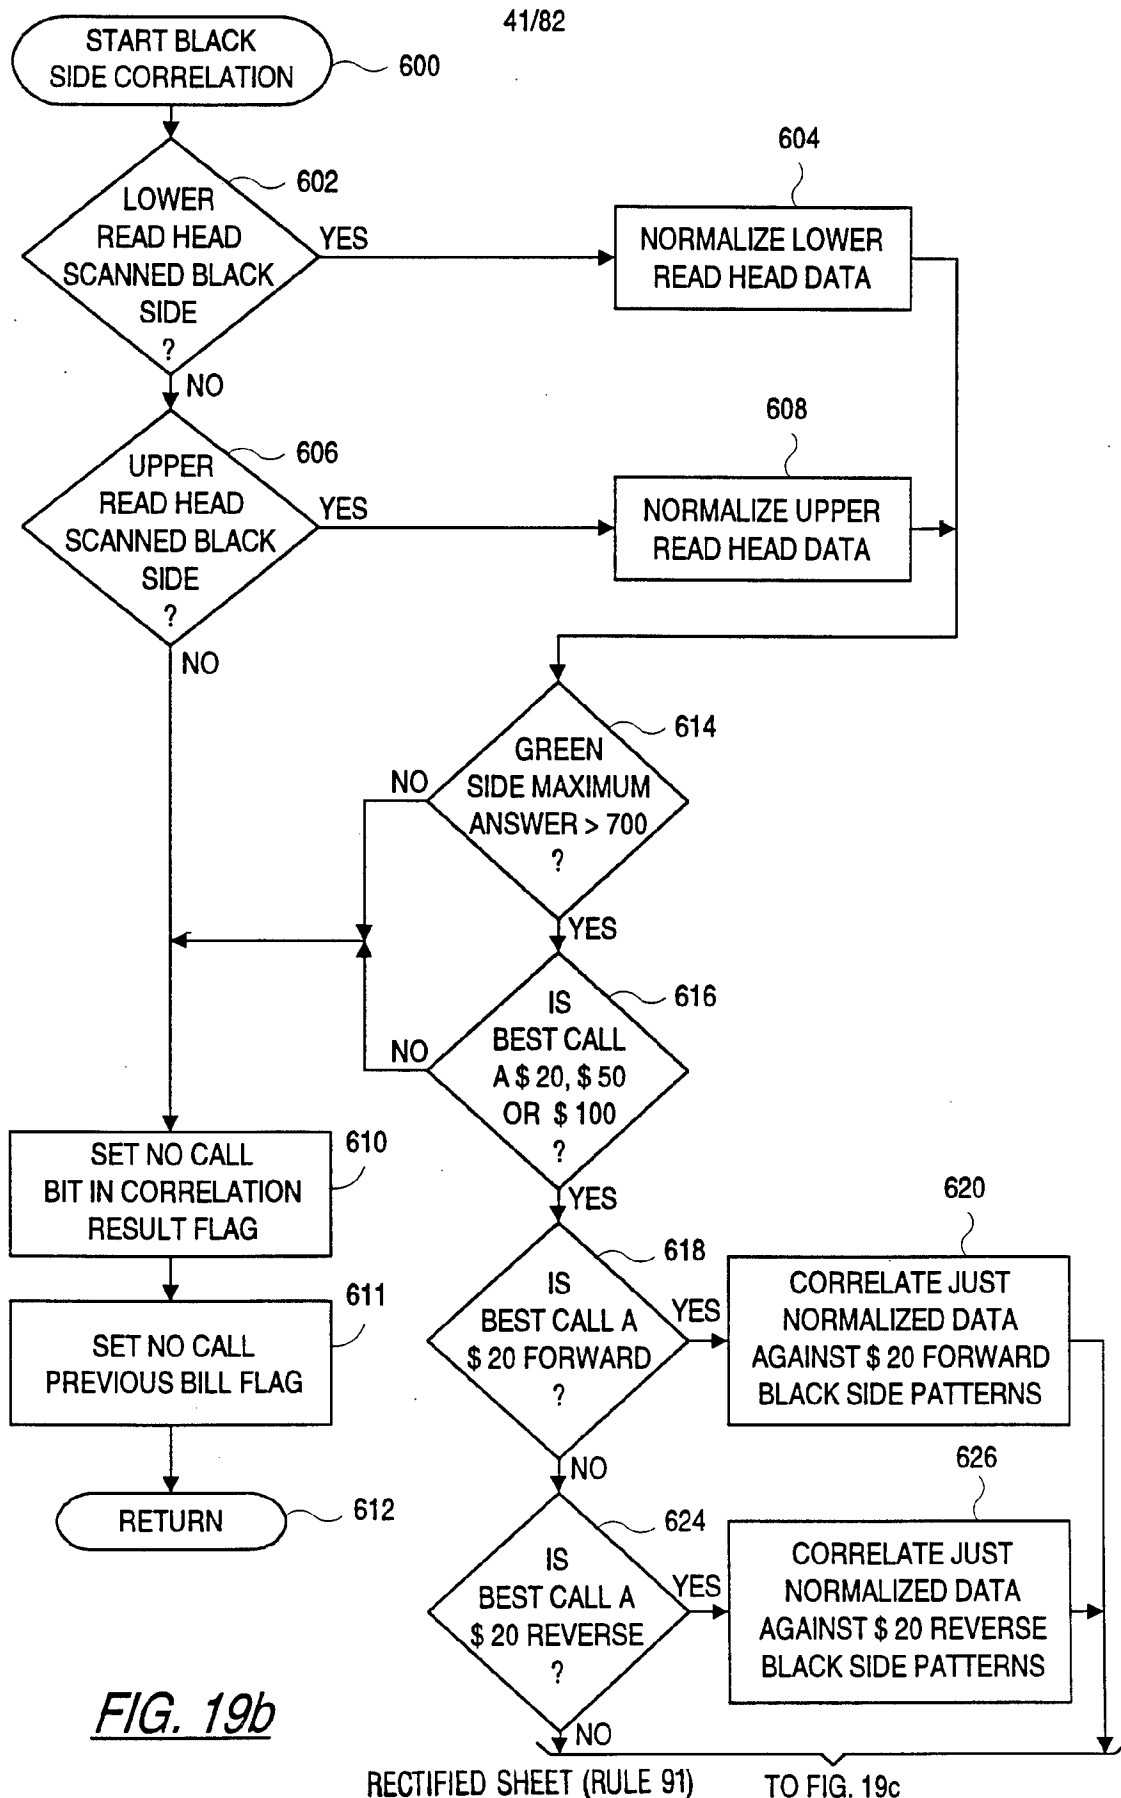 41/82
START BLACK
SIDE CORRELATION
600
LOWER
READ HEAD
SCANNED BLACK
SIDE
?
602
YES
NO
604
NORMALIZE LOWER
READ HEAD DATA
UPPER
READ HEAD
SCANNED BLACK
SIDE
?
606
YES
NO
608
NORMALIZE UPPER
READ HEAD DATA
GREEN
SIDE MAXIMUM
ANSWER > 700
?
614
NO
YES
IS
BEST CALL
A $ 20, $ 50
OR $ 100
?
616
NO
YES
SET NO CALL
BIT IN CORRELATION
RESULT FLAG
610
SET NO CALL
PREVIOUS BILL FLAG
611
RETURN
612
IS
BEST CALL A
$ 20 FORWARD
?
618
YES
NO
620
CORRELATE JUST
NORMALIZED DATA
AGAINST $ 20 FORWARD
BLACK SIDE PATTERNS
IS
BEST CALL A
$ 20 REVERSE
?
624
YES
NO
626
CORRELATE JUST
NORMALIZED DATA
AGAINST $ 20 REVERSE
BLACK SIDE PATTERNS
FIG. 19b
RECTIFIED SHEET (RULE 91)
TO FIG. 19c